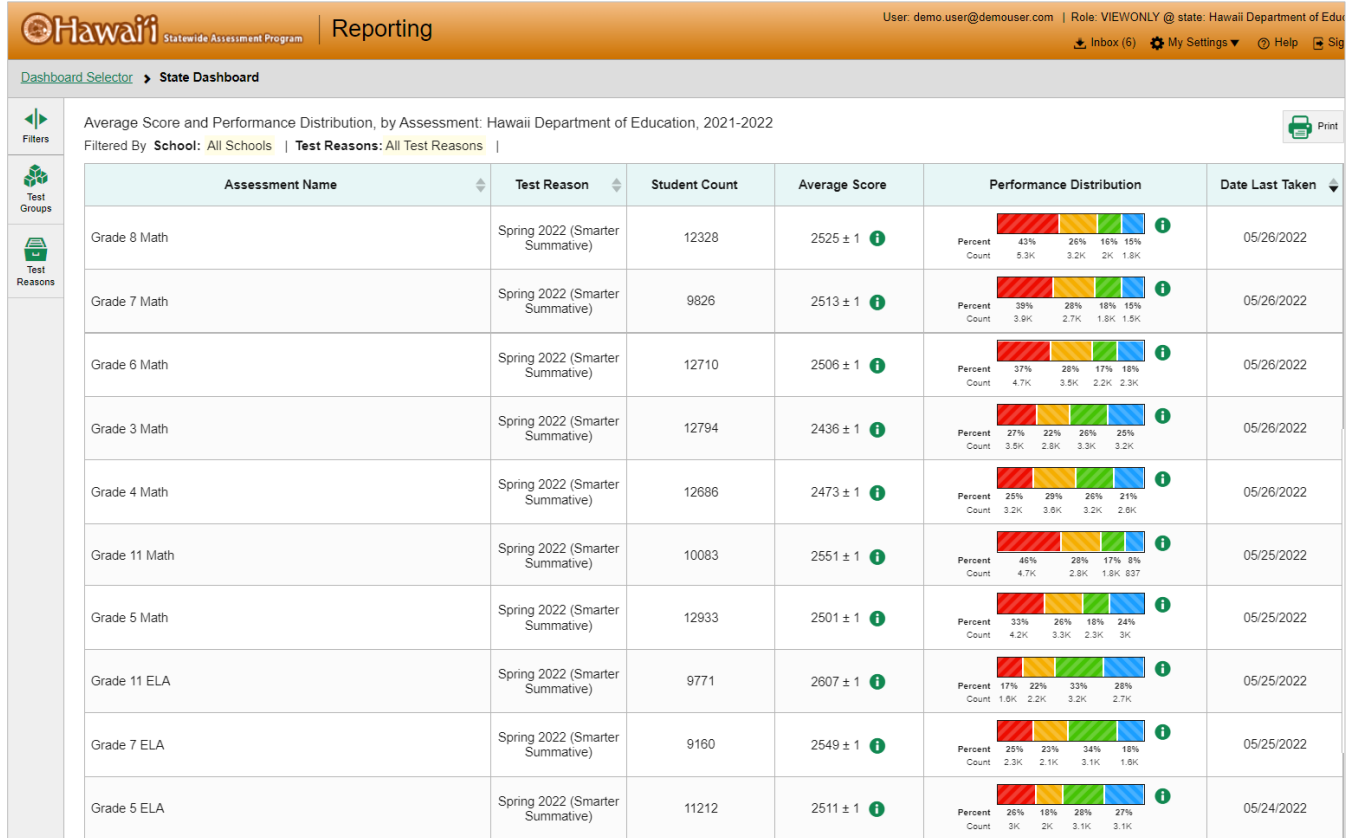 User: demo.user@demouser.com | Role: VIEWONLY @ state: Hawaii Department of Educ
Hawai'i Statewide Assessment Program Reporting
Inbox (6) My Settings ▼ Help Sig
Dashboard Selector > State Dashboard
Filters
Test Groups
Test Reasons
Average Score and Performance Distribution, by Assessment: Hawaii Department of Education, 2021-2022
Filtered By School: All Schools | Test Reasons: All Test Reasons |
Print
Assessment Name Test Reason Student Count Average Score Performance Distribution Date Last Taken
Grade 8 Math Spring 2022 (Smarter Summative) 12328 2525 ± 1 05/26/2022
Percent 43% 26% 16% 15%
Count 5.3K 3.2K 2K 1.8K
Grade 7 Math Spring 2022 (Smarter Summative) 9826 2513 ± 1 05/26/2022
Percent 39% 28% 18% 15%
Count 3.9K 2.7K 1.8K 1.5K
Grade 6 Math Spring 2022 (Smarter Summative) 12710 2506 ± 1 05/26/2022
Percent 37% 28% 17% 18%
Count 4.7K 3.5K 2.2K 2.3K
Grade 3 Math Spring 2022 (Smarter Summative) 12794 2436 ± 1 05/26/2022
Percent 27% 22% 26% 25%
Count 3.5K 2.8K 3.3K 3.2K
Grade 4 Math Spring 2022 (Smarter Summative) 12686 2473 ± 1 05/26/2022
Percent 25% 29% 26% 21%
Count 3.2K 3.6K 3.2K 2.6K
Grade 11 Math Spring 2022 (Smarter Summative) 10083 2551 ± 1 05/25/2022
Percent 46% 28% 17% 8%
Count 4.7K 2.8K 1.8K 837
Grade 5 Math Spring 2022 (Smarter Summative) 12933 2501 ± 1 05/25/2022
Percent 33% 26% 18% 24%
Count 4.2K 3.3K 2.3K 3K
Grade 11 ELA Spring 2022 (Smarter Summative) 9771 2607 ± 1 05/25/2022
Percent 17% 22% 33% 28%
Count 1.6K 2.2K 3.2K 2.7K
Grade 7 ELA Spring 2022 (Smarter Summative) 9160 2549 ± 1 05/25/2022
Percent 25% 23% 34% 18%
Count 2.3K 2.1K 3.1K 1.6K
Grade 5 ELA Spring 2022 (Smarter Summative) 11212 2511 ± 1 05/24/2022
Percent 26% 18% 28% 27%
Count 3K 2K 3.1K 3.1K